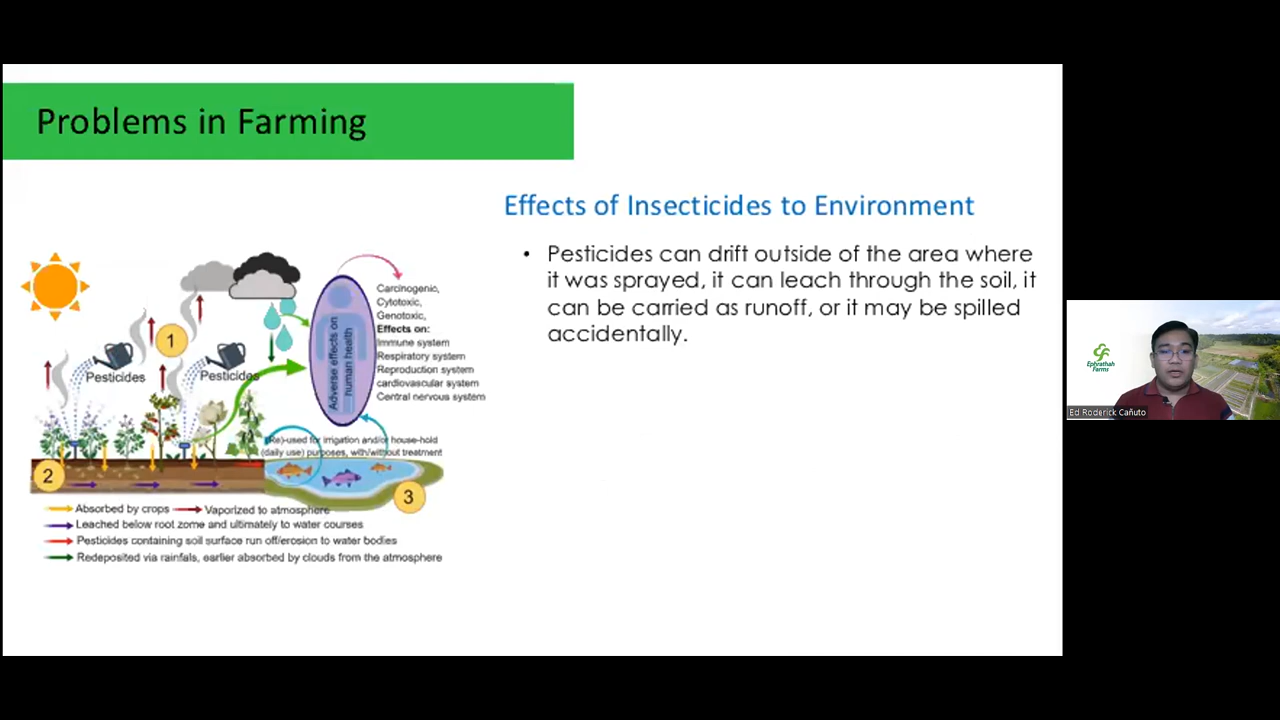 Problems in Farming
Effects of Insecticides to Environment
• Pesticides can drift outside of the area where
it was sprayed, it can leach through the soil, it
can be carried as runoff, or it may be spilled
accidentally.
1
Pesticides
Pesticides
Adverse effects on
human health
Carcinogenic,
Cytotoxic,
Genotoxic,
Effects on:
Immune system
Respiratory system
Reproduction system
cardiovascular system
Central nervous system
(Re)-used for irrigation and/or house-hold
(daily use) purposes, with/without treatment
2
3
Absorbed by crops
Vaporized to atmosphere
Leached below root zome and ultimately to water courses
Pesticides containing soil surface run off/erosion to water bodies
Redeposited via rainfals, earlier absorbed by clouds from the atmosphere
Ephrathah
Farms
Ed Roderick Cañuto